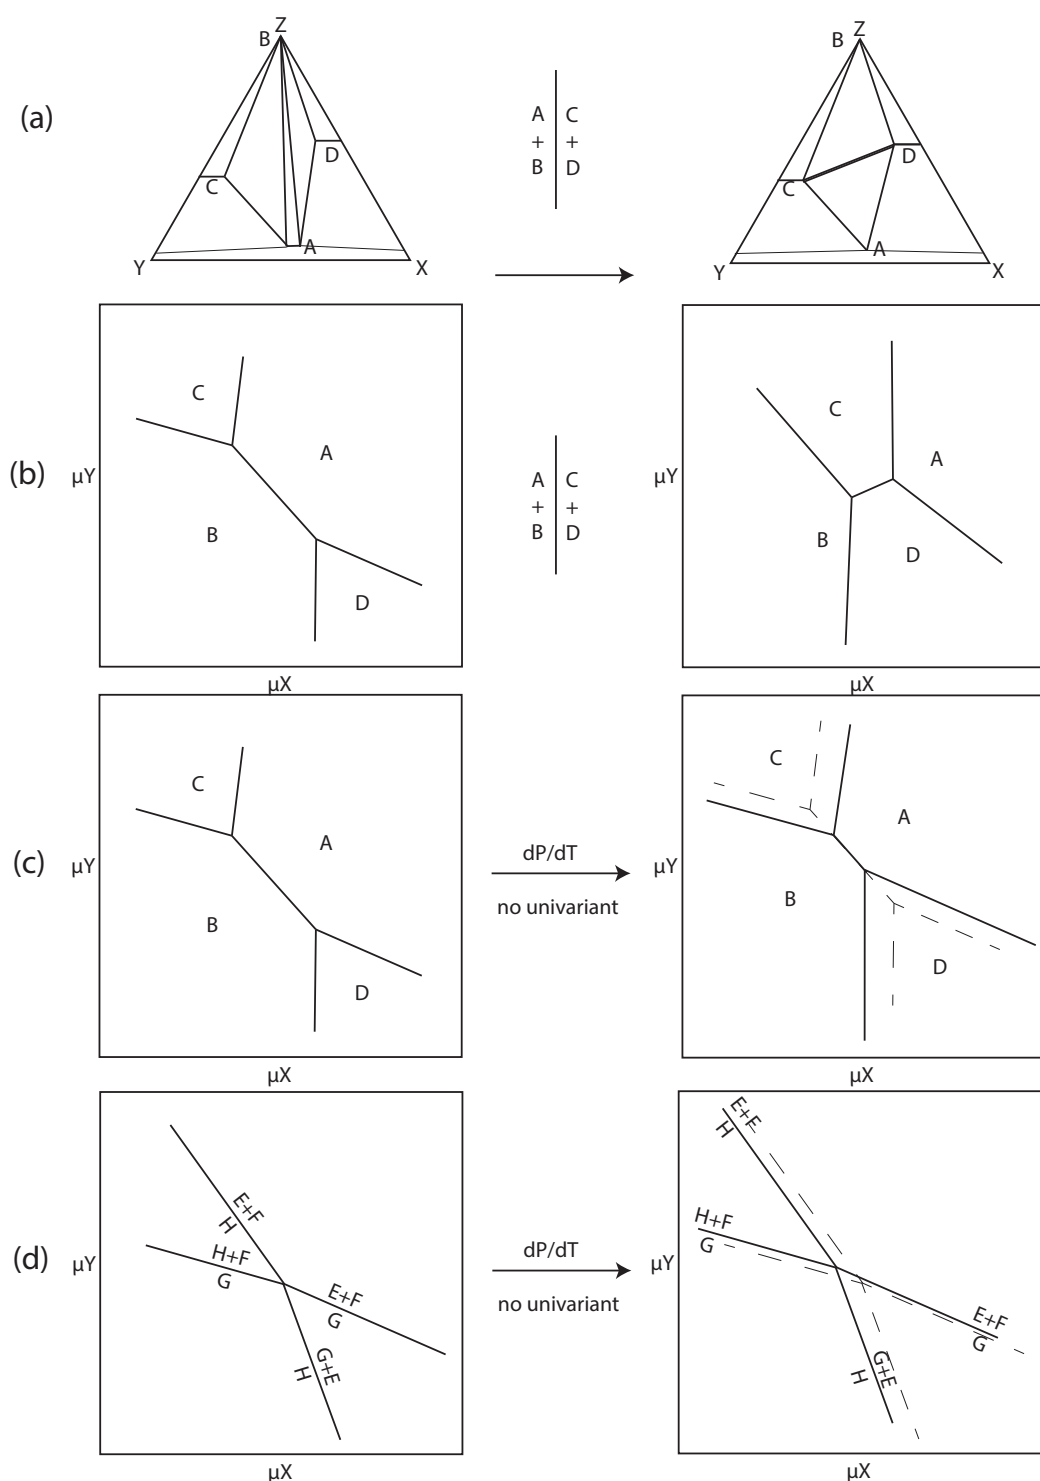 (a)
Z
B
C
D
A
Y
X
A | C
+ | +
B | D
Z
B
C
D
A
Y
X
(b)
μY
C
A
B
D
μX
A | C
+ | +
B | D
μY
C
A
B
D
μX
(c)
μY
C
A
B
D
μX
dP/dT
no univariant
μY
C
A
B
D
μX
(d)
μY
E+F
H
H+F
G
E+F
G
G+E
H
μX
dP/dT
no univariant
μY
E+F
H
H+F
G
E+F
G
G+E
H
μX